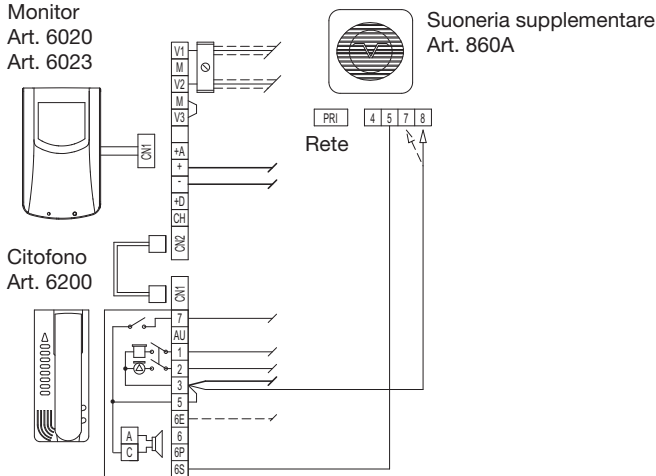 Monitor
Art. 6020
Art. 6023
Suoneria supplementare
Art. 860A
V1
M
V2
M
V3
+A
+
-
+D
CH
CN2
CN1
PRI
4 5 7 8
Rete
Citofono
Art. 6200
CN1
7
AU
1
2
3
5
6E
6
6P
6S
A
C